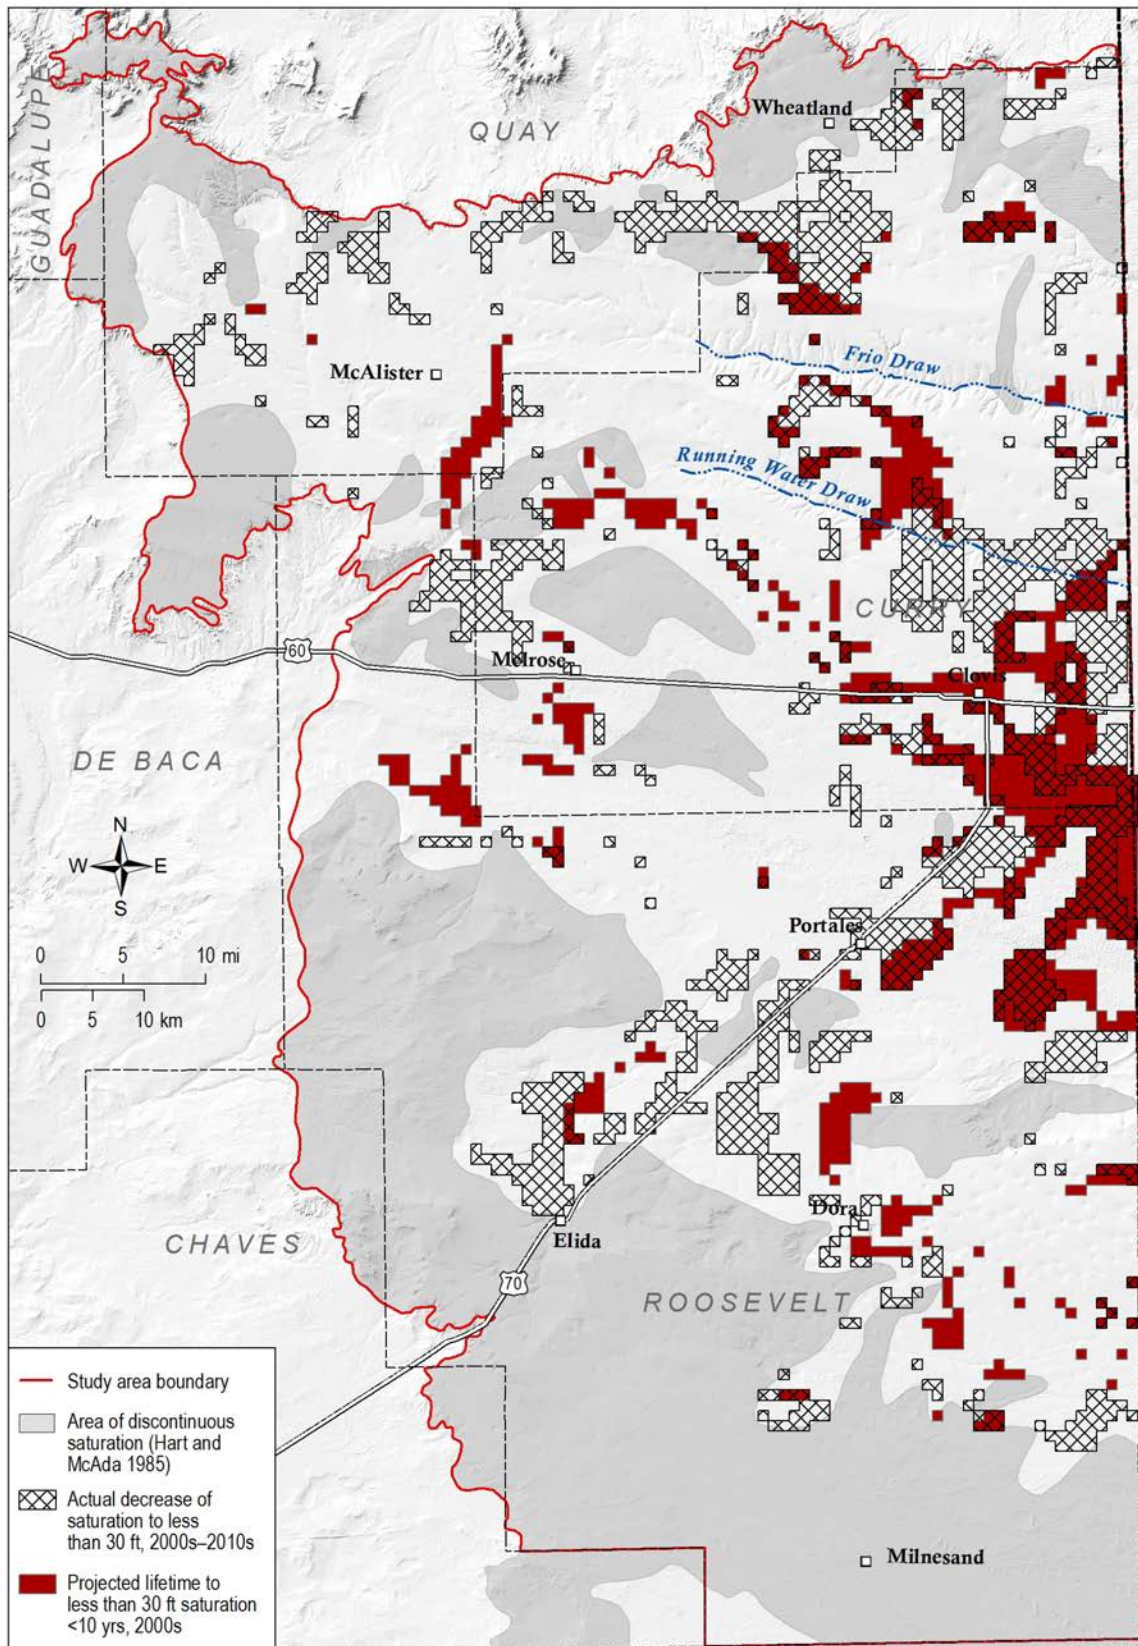 GUADALUPE
QUAY
Wheatland
McAlister
Frio Draw
Running Water Draw
CURRY
60
Melrose
Clovis
DE BACA
N
W
E
S
0 5 10 mi
0 5 10 km
Portales
Dora
Elida
CHAVES
70
ROOSEVELT
Milnesand
Study area boundary
Area of discontinuous
saturation (Hart and
McAda 1985)
Actual decrease of
saturation to less
than 30 ft, 2000s–2010s
Projected lifetime to
less than 30 ft saturation
<10 yrs, 2000s